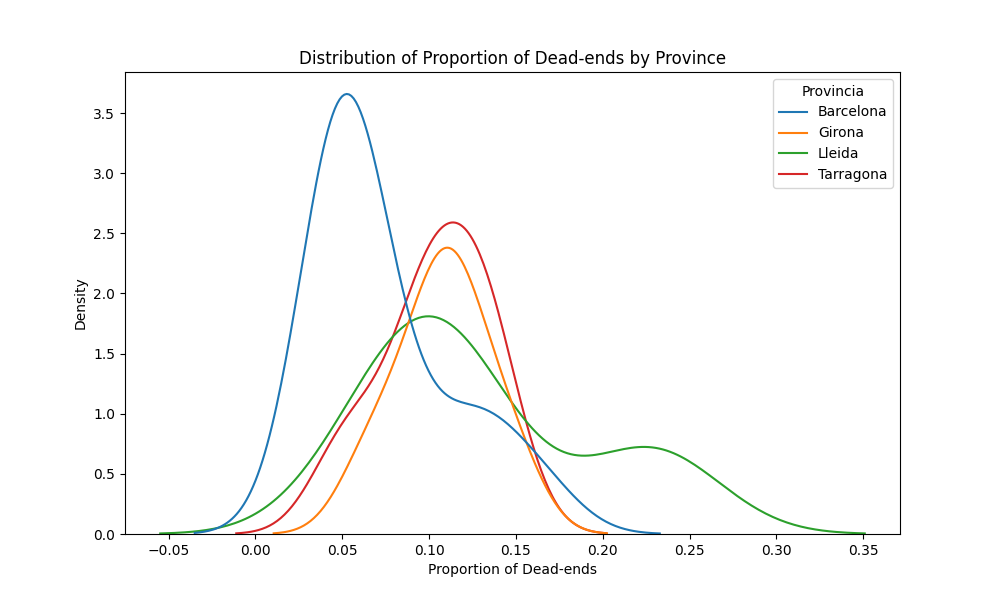 Distribution of Proportion of Dead-ends by Province
Provincia
Barcelona
Girona
Lleida
Tarragona
Density
3.5
3.0
2.5
2.0
1.5
1.0
0.5
0.0
−0.05 0.00 0.05 0.10 0.15 0.20 0.25 0.30 0.35
Proportion of Dead-ends